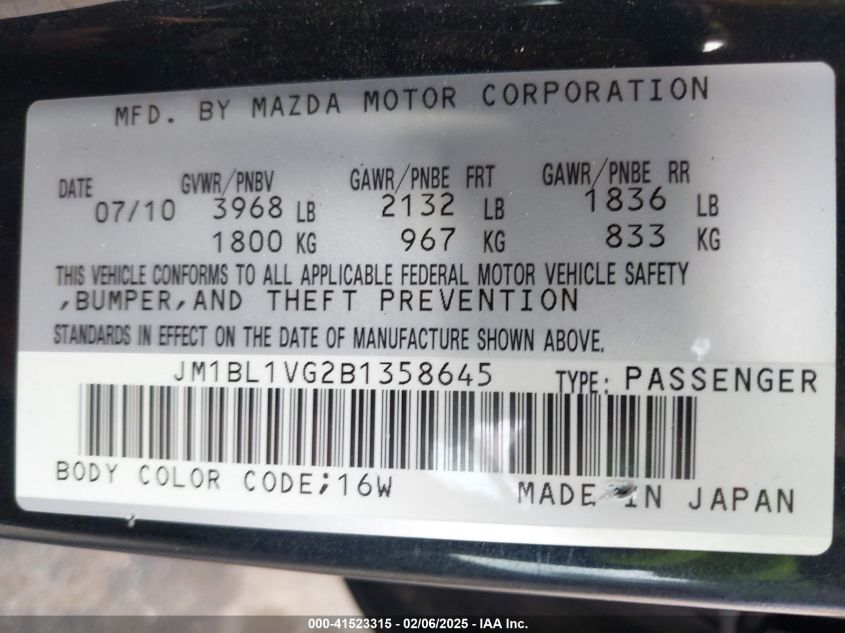 MFD. BY MAZDA MOTOR CORPORATION
DATE GVWR/PNBV GAWR/PNBE FRT GAWR/PNBE RR
07/10 3968 LB 2132 LB 1836 LB
1800 KG 967 KG 833 KG
THIS VEHICLE CONFORMS TO ALL APPLICABLE FEDERAL MOTOR VEHICLE SAFETY
,BUMPER,AND THEFT PREVENTION
STANDARDS IN EFFECT ON THE DATE OF MANUFACTURE SHOWN ABOVE.
JM1BL1VG2B1358645 TYPE: PASSENGER
BODY COLOR CODE;16W MADE IN JAPAN
000-41523315 - 02/06/2025 - IAA Inc.